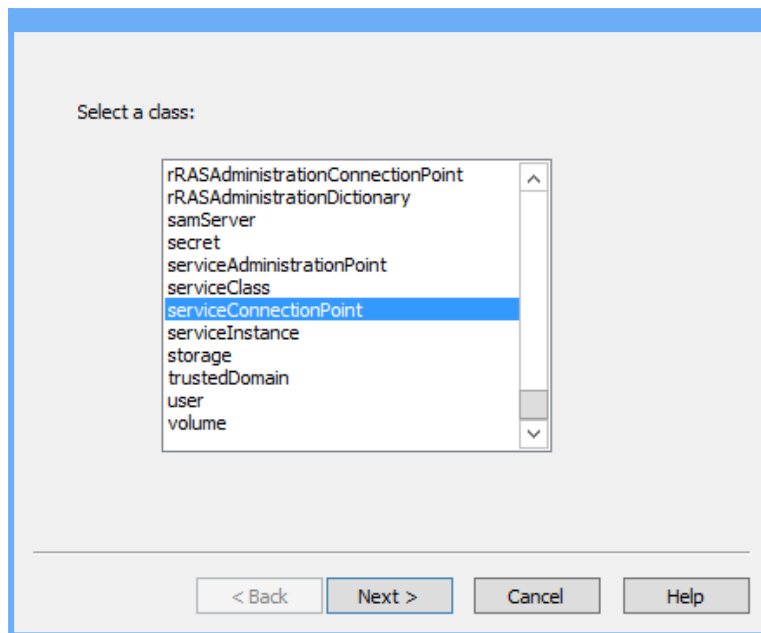 Select a class:
rRASAdministrationConnectionPoint
rRASAdministrationDictionary
samServer
secret
serviceAdministrationPoint
serviceClass
serviceConnectionPoint
serviceInstance
storage
trustedDomain
user
volume
< Back
Next >
Cancel
Help